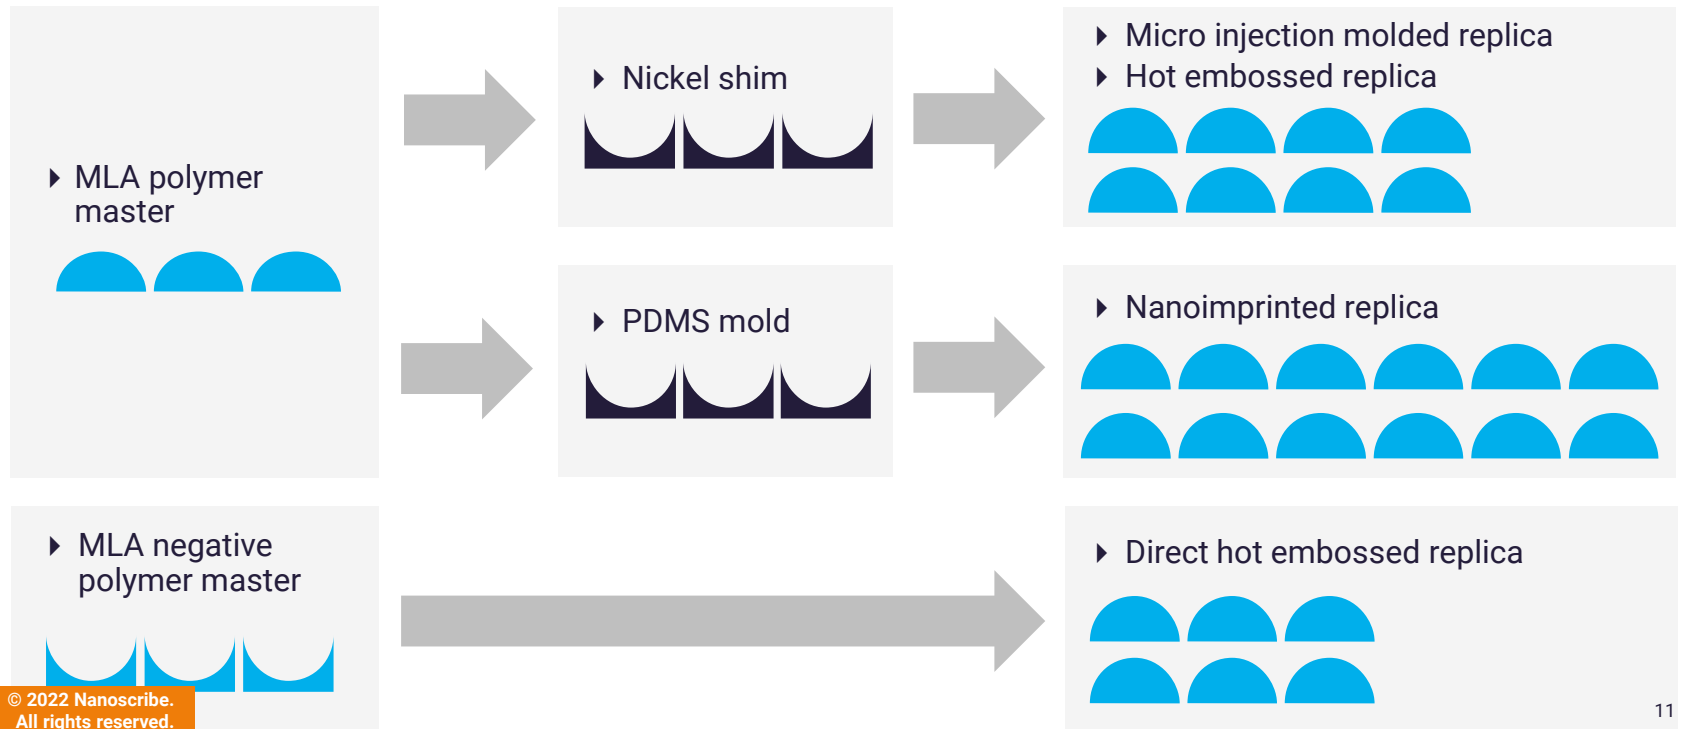 MLA polymer
master
Nickel shim
Micro injection molded replica
Hot embossed replica
PDMS mold
Nanoimprinted replica
MLA negative
polymer master
Direct hot embossed replica
© 2022 Nanoscribe.
All rights reserved.
11